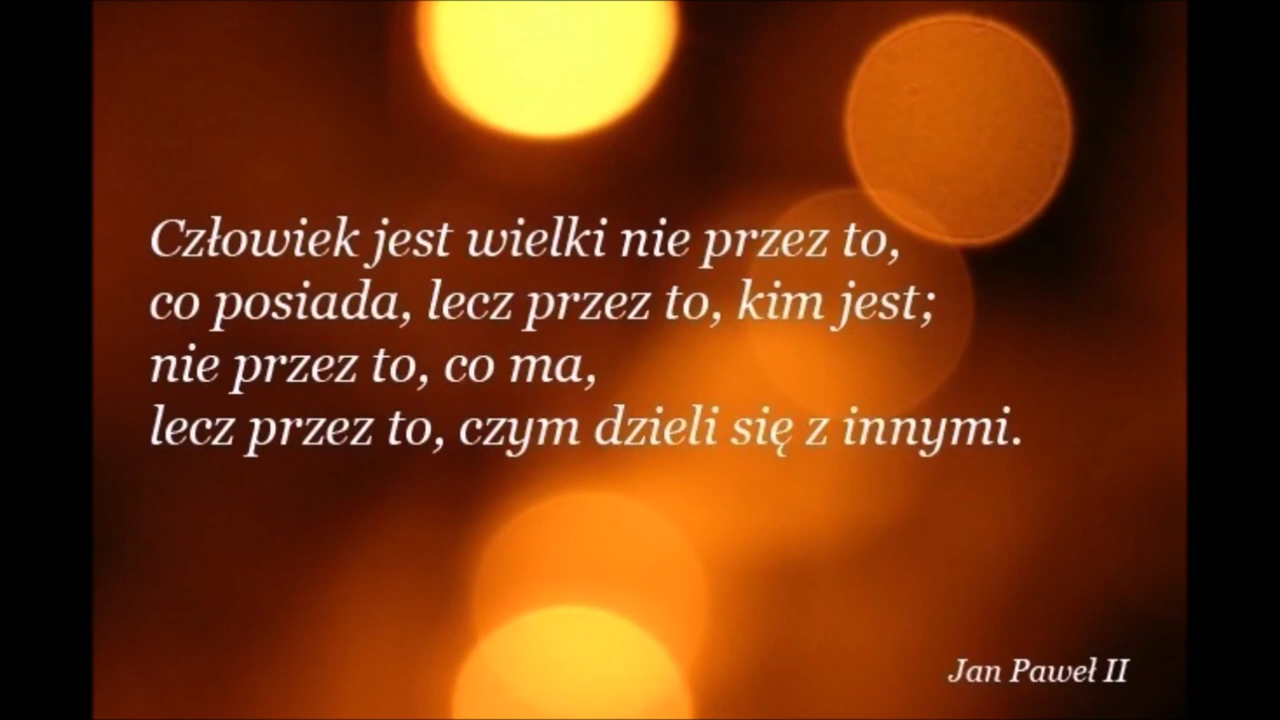 Człowiek jest wielki nie przez to,
co posiada, lecz przez to, kim jest;
nie przez to, co ma,
lecz przez to, czym dzieli się z innymi.
Jan Paweł II